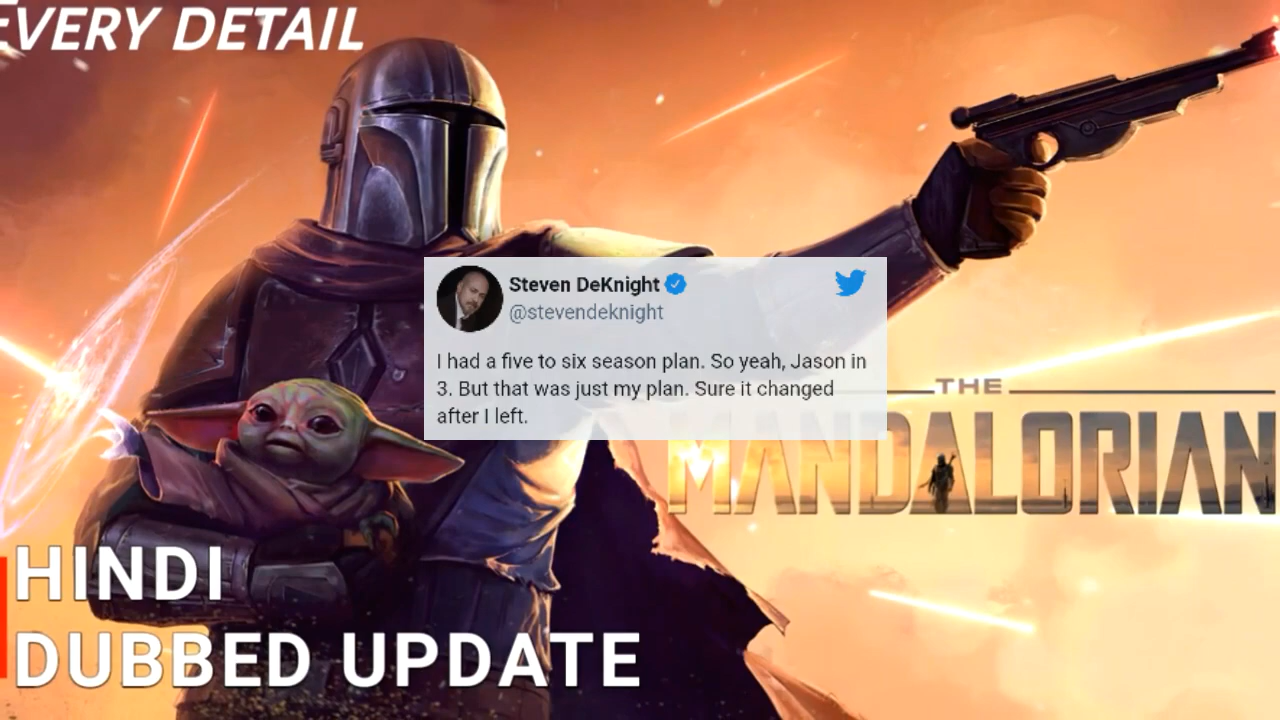 EVERY DETAIL
Steven DeKnight
@stevendeknight
I had a five to six season plan. So yeah, Jason in
3. But that was just my plan. Sure it changed
after I left.
THE
MANDALORIAN
HINDI
DUBBED UPDATE